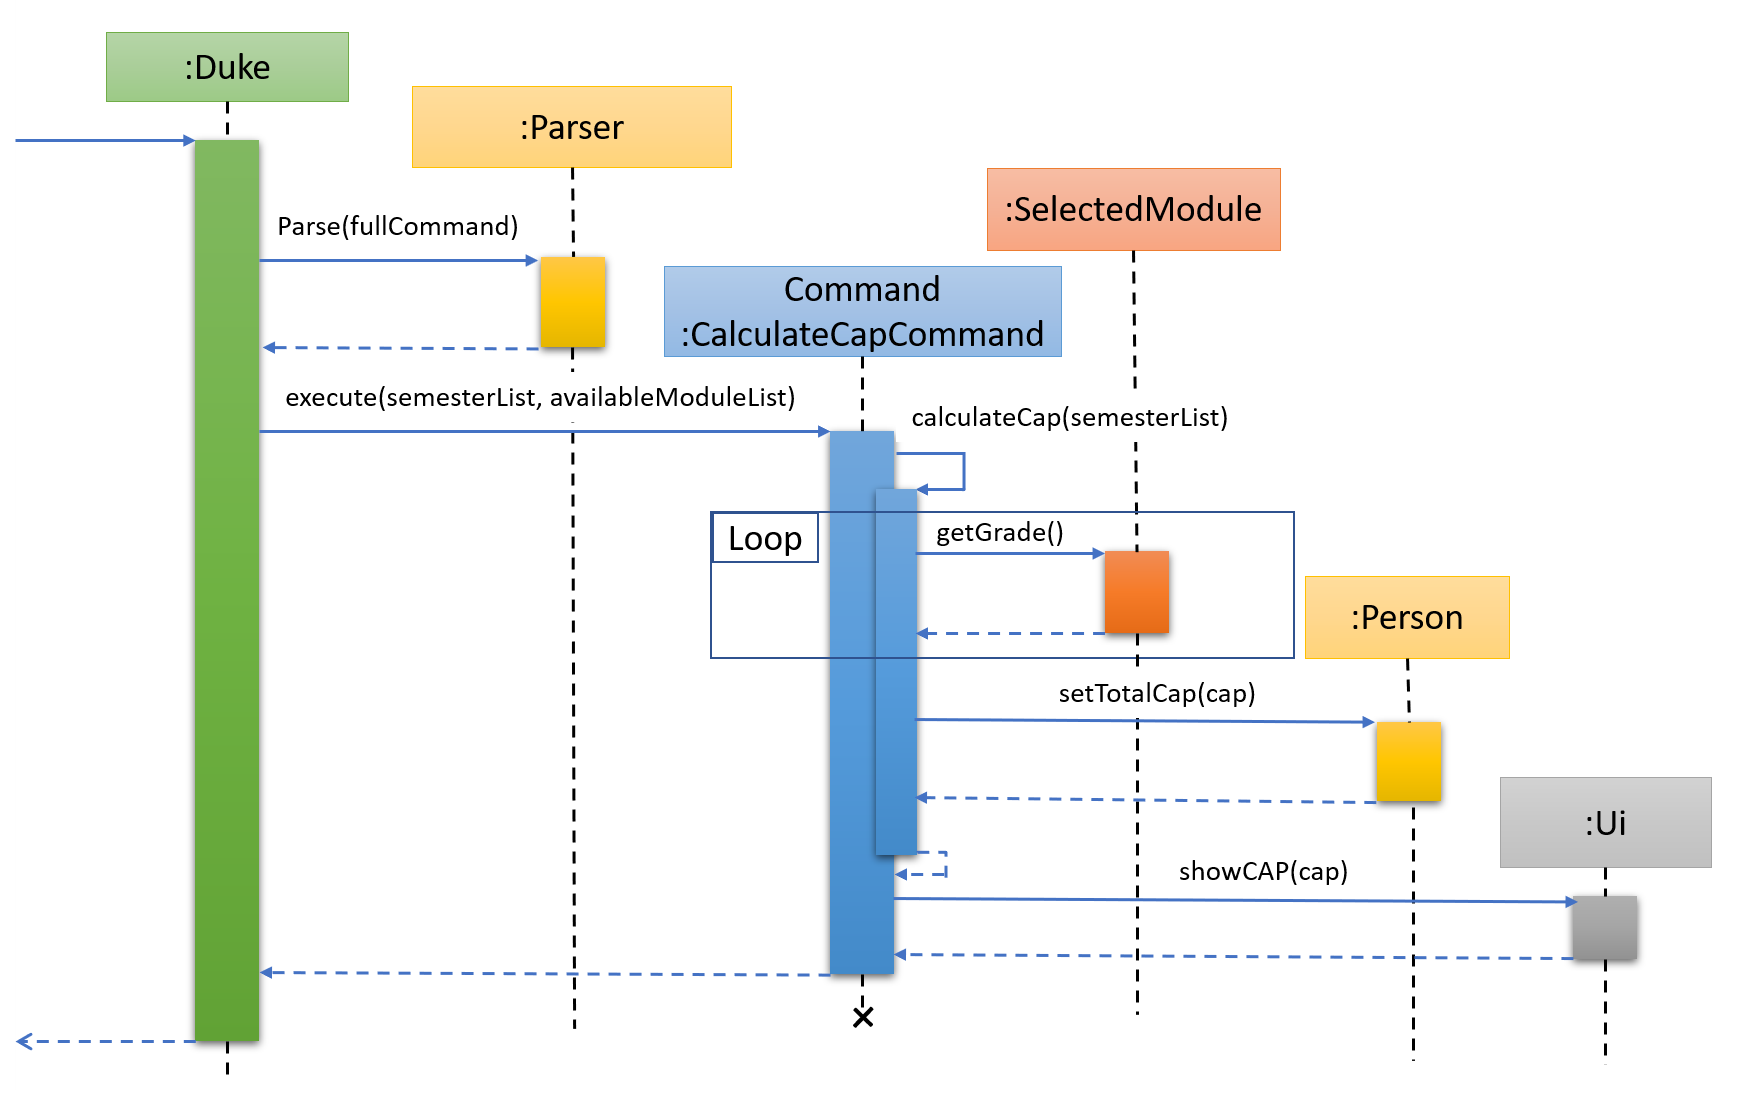 :Duke
:Parser
:SelectedModule
Parse(fullCommand)
Command
:CalculateCapCommand
execute(semesterList, availableModuleList)
calculateCap(semesterList)
Loop
getGrade()
:Person
setTotalCap(cap)
:Ui
showCAP(cap)